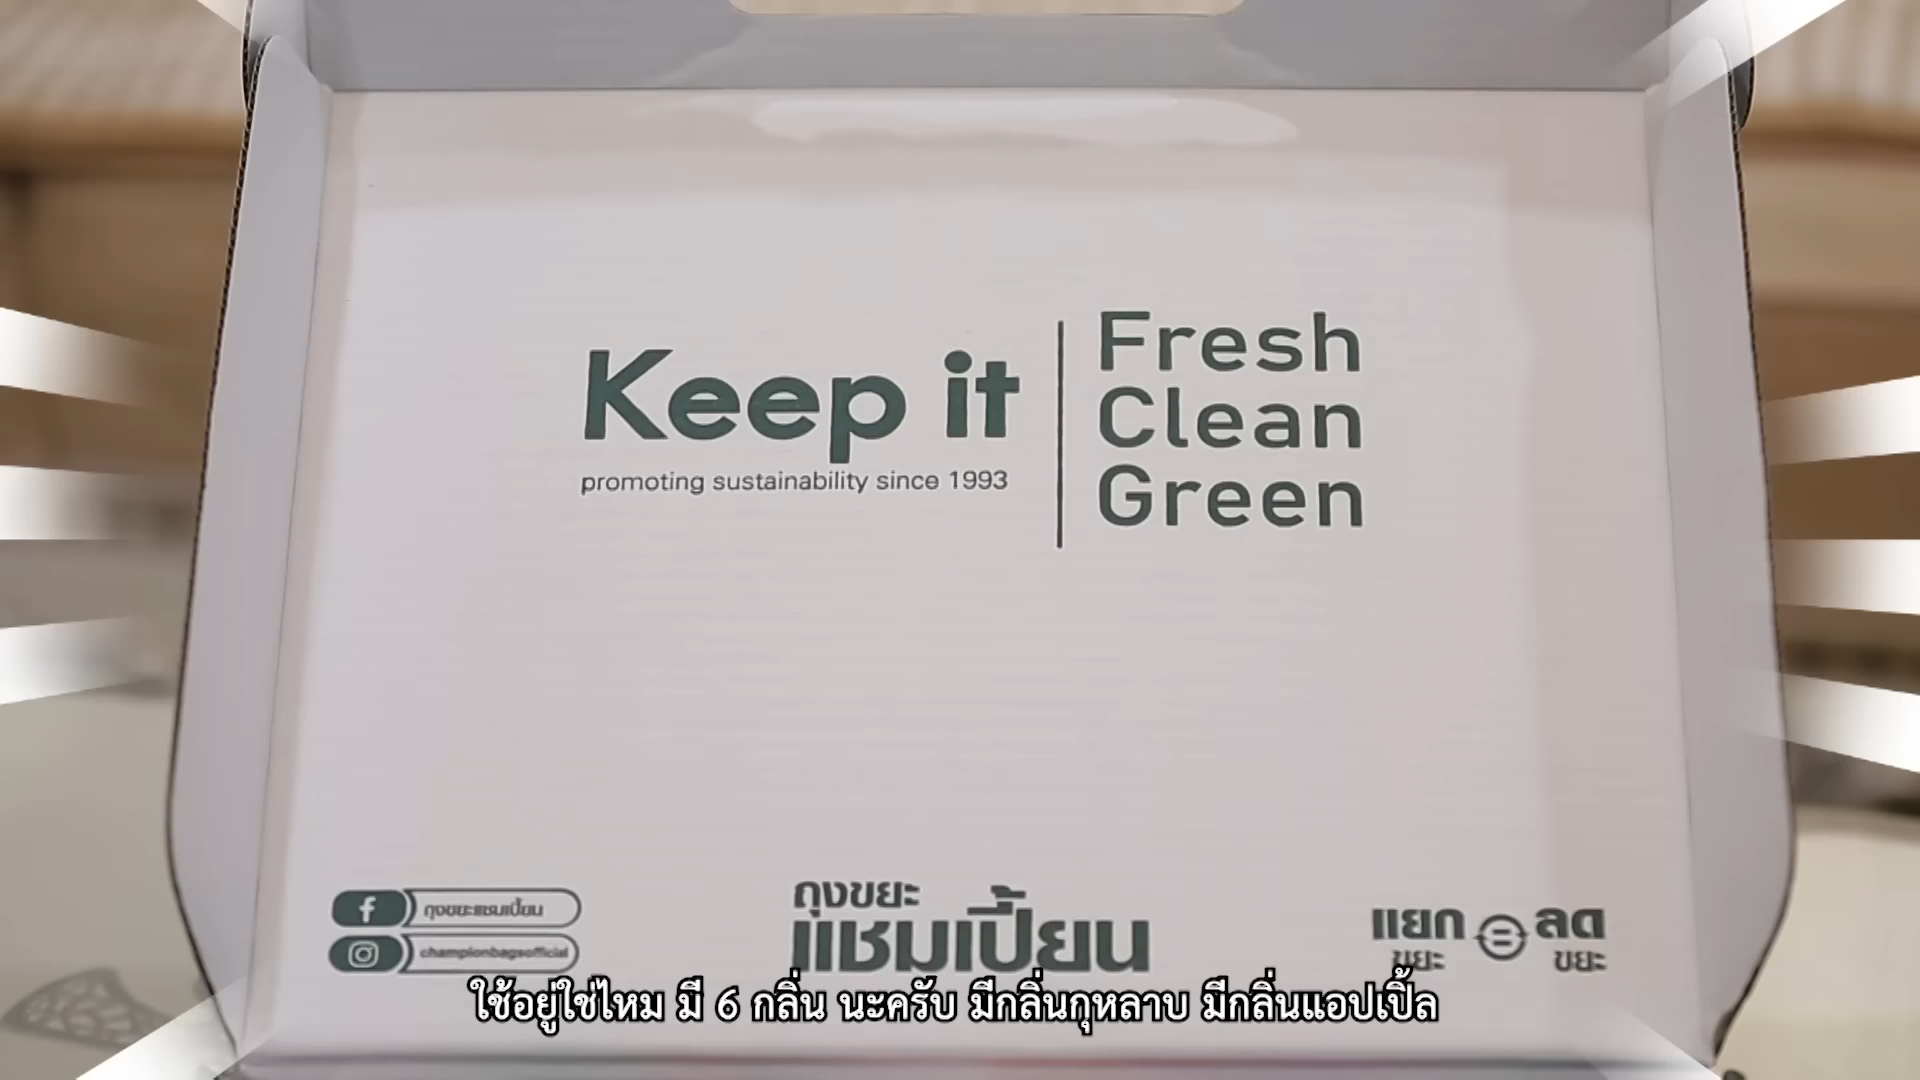 Keep it
promoting sustainability since 1993
Fresh
Clean
Green
ถุงขยะแชมเปี้ยน
championbagsofficial
ถุงขยะ
แชมเปี้ยน
แยก = ลด
ขยะ ขยะ
ใช้อยู่ใช่ไหม มี 6 กลิ่น นะครับ มีกลิ่นกุหลาบ มีกลิ่นแอปเปิ้ล